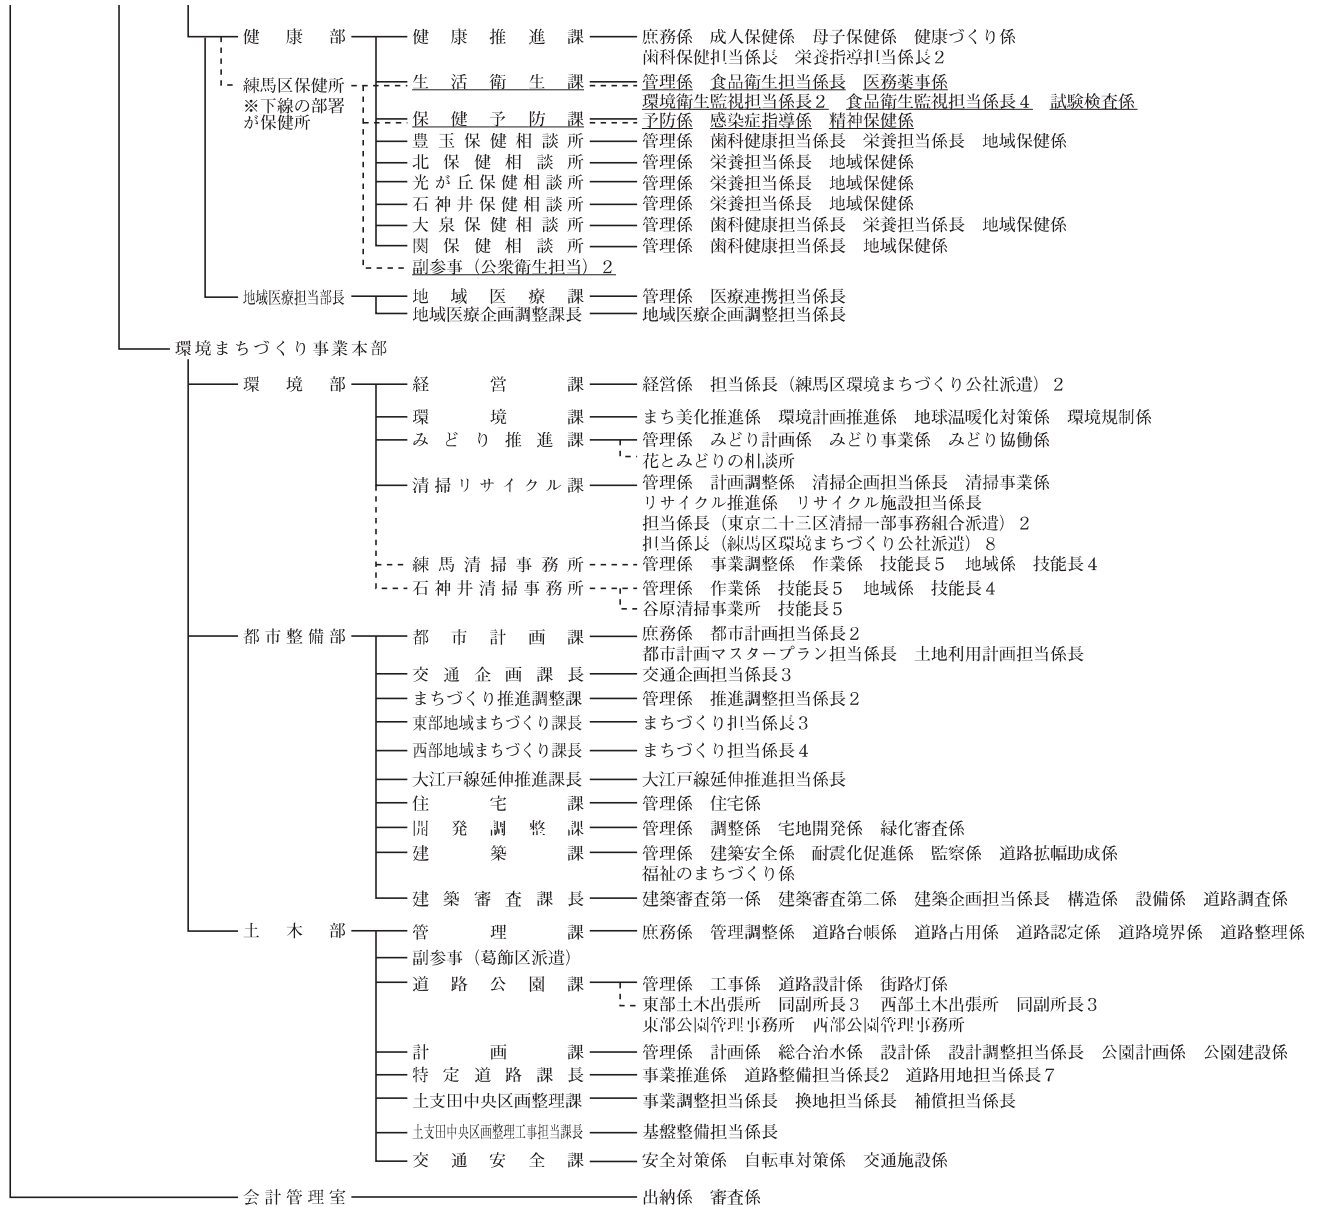 健康部 健康推進課 庶務係 成人保健係 母子保健係 健康づくり係
歯科保健担当係長 栄養指導担当係長２
練馬区保健所 生活衛生課 管理係 食品衛生担当係長 医務薬事係
※下線の部署 環境衛生監視担当係長２ 食品衛生監視担当係長４ 試験検査係
が保健所 保健予防課 予防係 感染症指導係 精神保健係
豊玉保健相談所 管理係 歯科健康担当係長 栄養担当係長 地域保健係
北保健相談所 管理係 栄養担当係長 地域保健係
光が丘保健相談所 管理係 栄養担当係長 地域保健係
石神井保健相談所 管理係 栄養担当係長 地域保健係
大泉保健相談所 管理係 歯科健康担当係長 栄養担当係長 地域保健係
関保健相談所 管理係 歯科健康担当係長 地域保健係
副参事（公衆衛生担当）２
地域医療担当部長 地域医療課 管理係 医療連携担当係長
地域医療企画調整課長 地域医療企画調整担当係長
環境まちづくり事業本部
環境部 経営課 経営係 担当係長（練馬区環境まちづくり公社派遣）２
環境課 まち美化推進係 環境計画推進係 地球温暖化対策係 環境規制係
みどり推進課 管理係 みどり計画係 みどり事業係 みどり協働係
花とみどりの相談所
清掃リサイクル課 管理係 計画調整係 清掃企画担当係長 清掃事業係
リサイクル推進係 リサイクル施設担当係長
担当係長（東京二十三区清掃一部事務組合派遣）２
担当係長（練馬区環境まちづくり公社派遣）８
練馬清掃事務所 管理係 事業調整係 作業係 技能長５ 地域係 技能長４
石神井清掃事務所 管理係 作業係 技能長５ 地域係 技能長４
谷原清掃事業所 技能長５
都市整備部 都市計画課 庶務係 都市計画担当係長２
都市計画マスタープラン担当係長 土地利用計画担当係長
交通企画課長 交通企画担当係長３
まちづくり推進調整課 管理係 推進調整担当係長２
東部地域まちづくり課長 まちづくり担当係長３
西部地域まちづくり課長 まちづくり担当係長４
大江戸線延伸推進課長 大江戸線延伸推進担当係長
住宅課 管理係 住宅係
開発調整課 管理係 調整係 宅地開発係 緑化審査係
建築課 管理係 建築安全係 耐震化促進係 監察係 道路拡幅助成係
福祉のまちづくり係
建築審査課長 建築審査第一係 建築審査第二係 建築企画担当係長 構造係 設備係 道路調査係
土木部 管理課 庶務係 管理調整係 道路台帳係 道路占用係 道路認定係 道路境界係 道路整理係
副参事（葛飾区派遣）
道路公園課 管理係 工事係 道路設計係 街路灯係
東部土木出張所 同副所長３ 西部土木出張所 同副所長３
東部公園管理事務所 西部公園管理事務所
計画課 管理係 計画係 総合治水係 設計係 設計調整担当係長 公園計画係 公園建設係
特定道路課長 事業推進係 道路整備担当係長2 道路用地担当係長７
土支田中央区画整理課 事業調整担当係長 換地担当係長 補償担当係長
土支田中央区画整理工事担当課長 基盤整備担当係長
交通安全課 安全対策係 自転車対策係 交通施設係
会計管理室 出納係 審査係